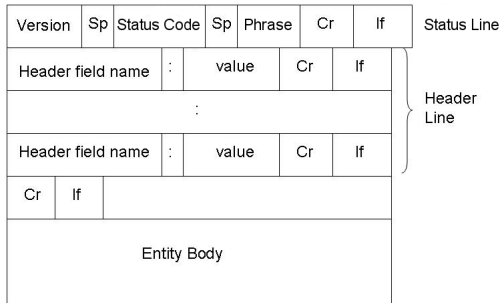 Version Sp Status Code Sp Phrase Cr lf Status Line
Header field name : value Cr lf
:
Header Line
Header field name : value Cr lf
Cr lf
Entity Body